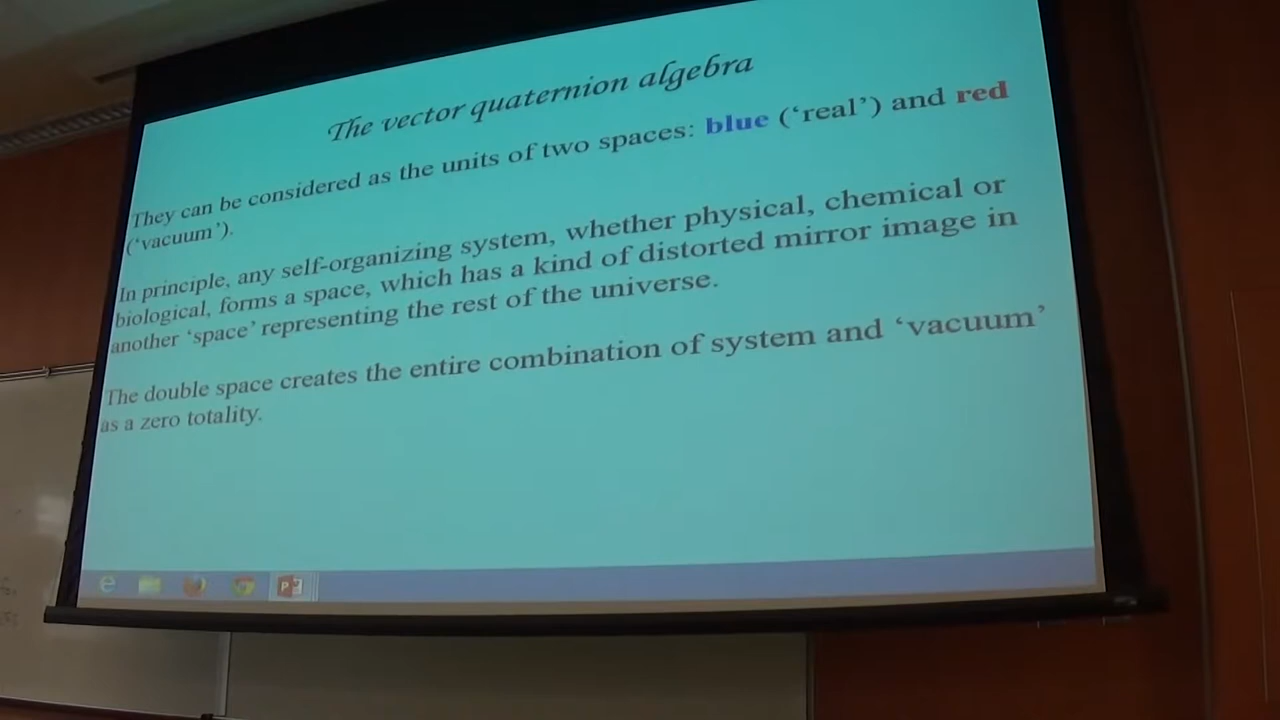 The vector quaternion algebra
They can be considered as the units of two spaces: blue (‘real’) and red
(‘vacuum’).
In principle, any self-organizing system, whether physical, chemical or
biological, forms a space, which has a kind of distorted mirror image in
another ‘space’ representing the rest of the universe.
The double space creates the entire combination of system and ‘vacuum’
as a zero totality.